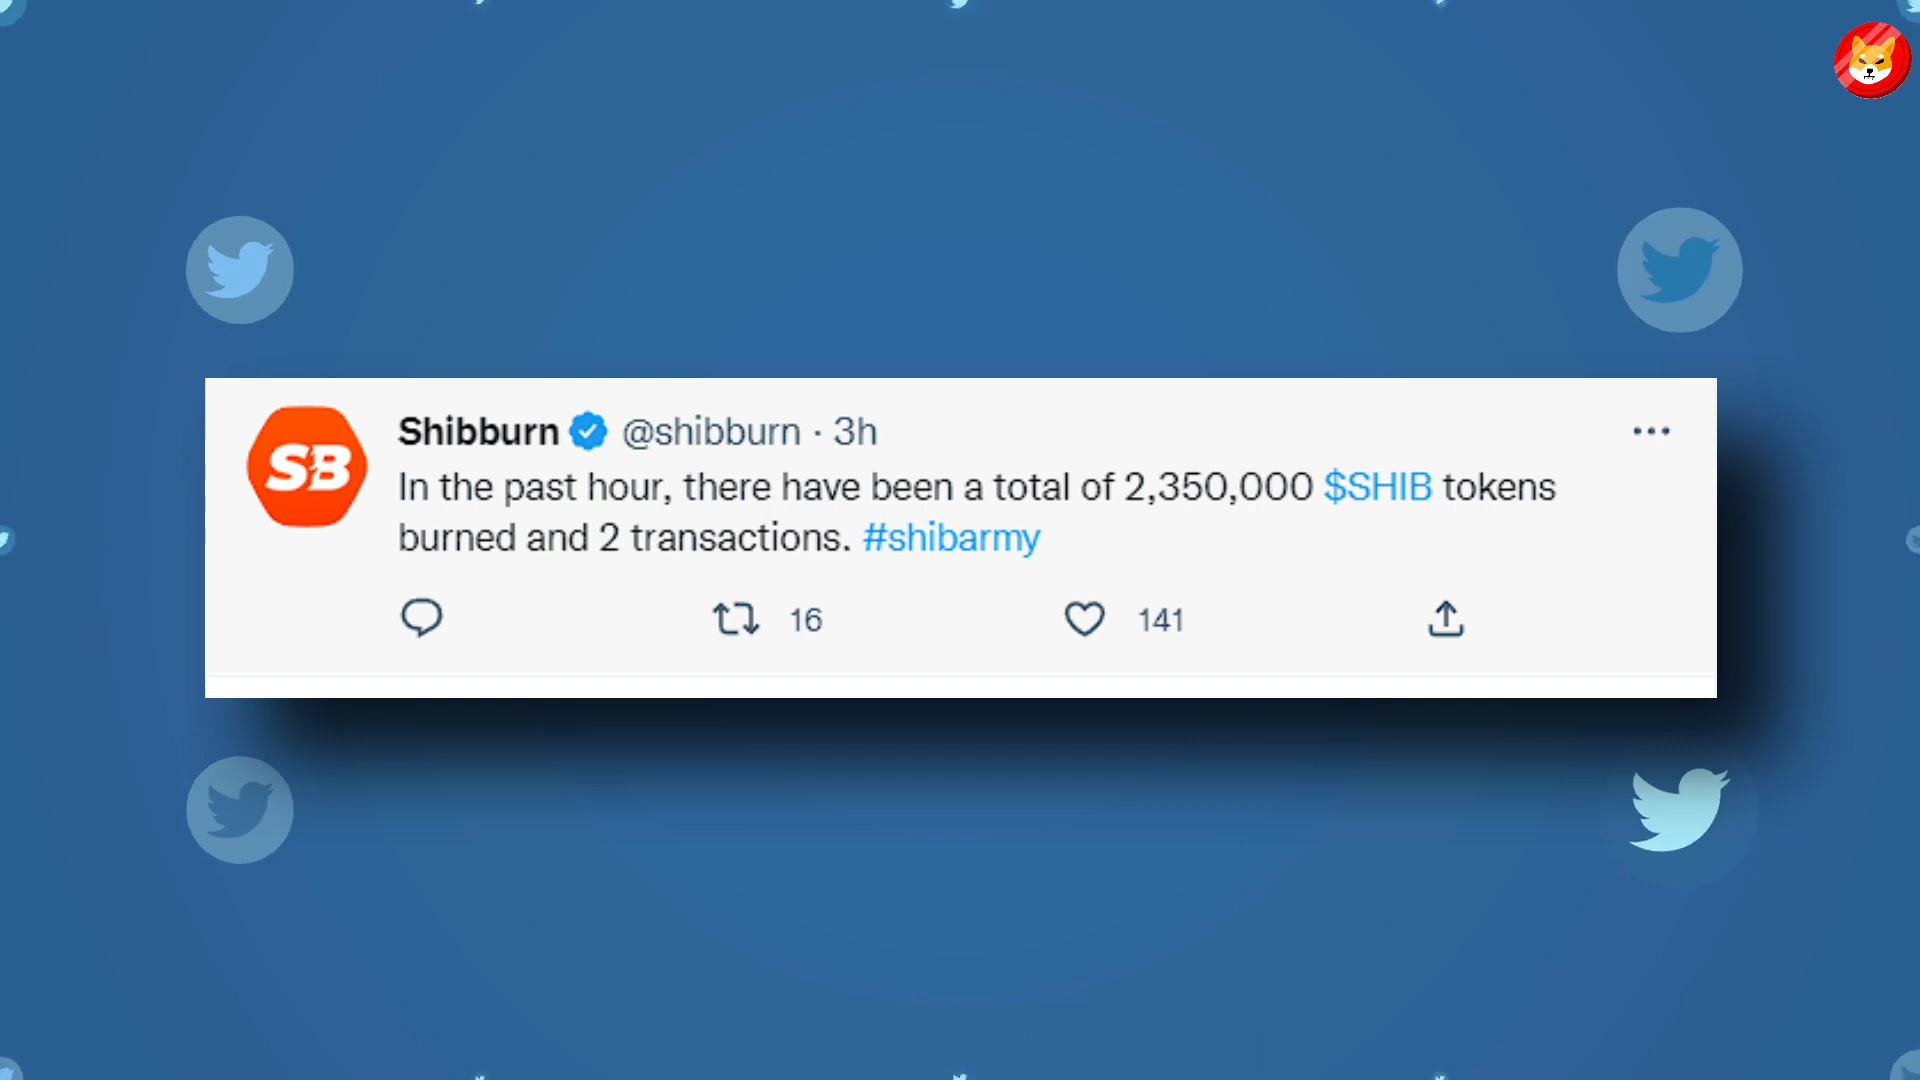 SB
Shibburn @shibburn · 3h
In the past hour, there have been a total of 2,350,000 $SHIB tokens
burned and 2 transactions. #shibarmy
16 141